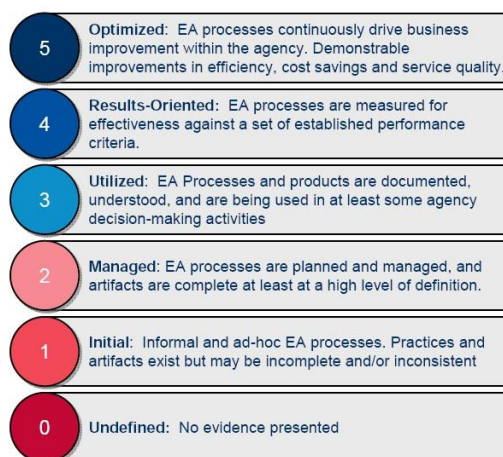 5
Optimized: EA processes continuously drive business
improvement within the agency. Demonstrable
improvements in efficiency, cost savings and service quality.
4
Results-Oriented: EA processes are measured for
effectiveness against a set of established performance
criteria.
3
Utilized: EA Processes and products are documented,
understood, and are being used in at least some agency
decision-making activities
2
Managed: EA processes are planned and managed, and
artifacts are complete at least at a high level of definition.
1
Initial: Informal and ad-hoc EA processes. Practices and
artifacts exist but may be incomplete and/or inconsistent
0
Undefined: No evidence presented